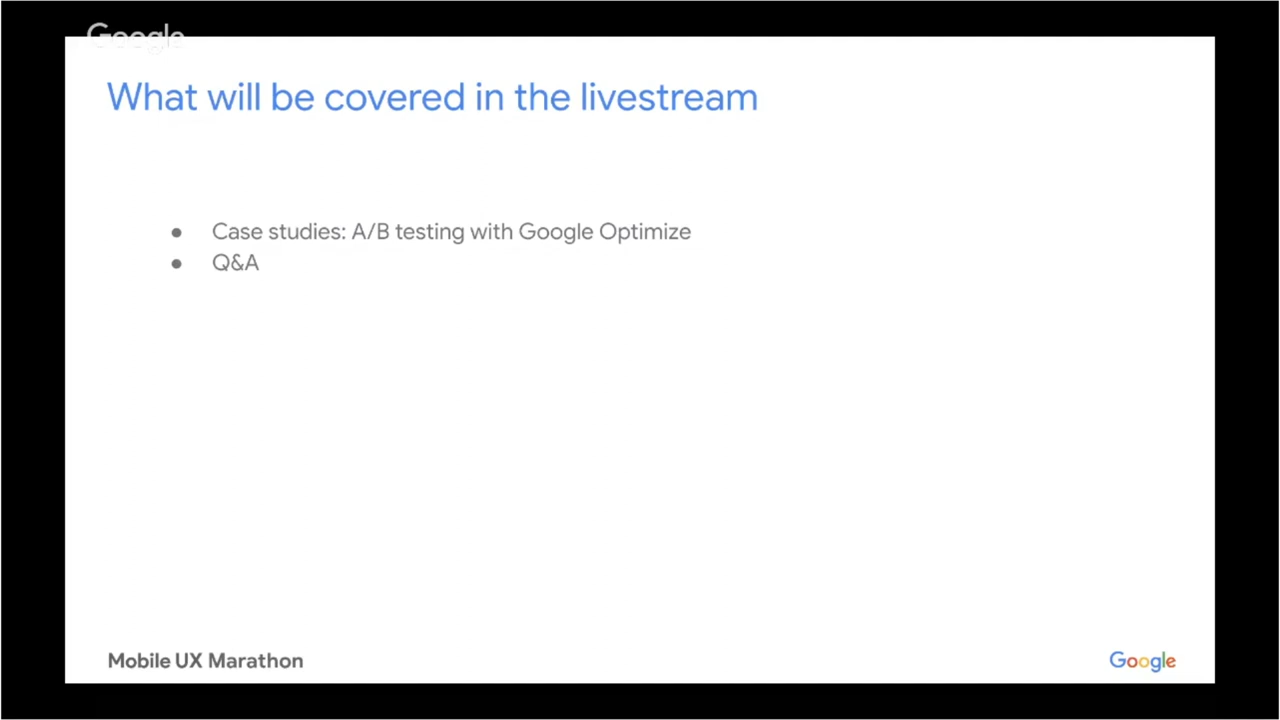 Google
What will be covered in the livestream
● Case studies: A/B testing with Google Optimize
● Q&A
Mobile UX Marathon
Google